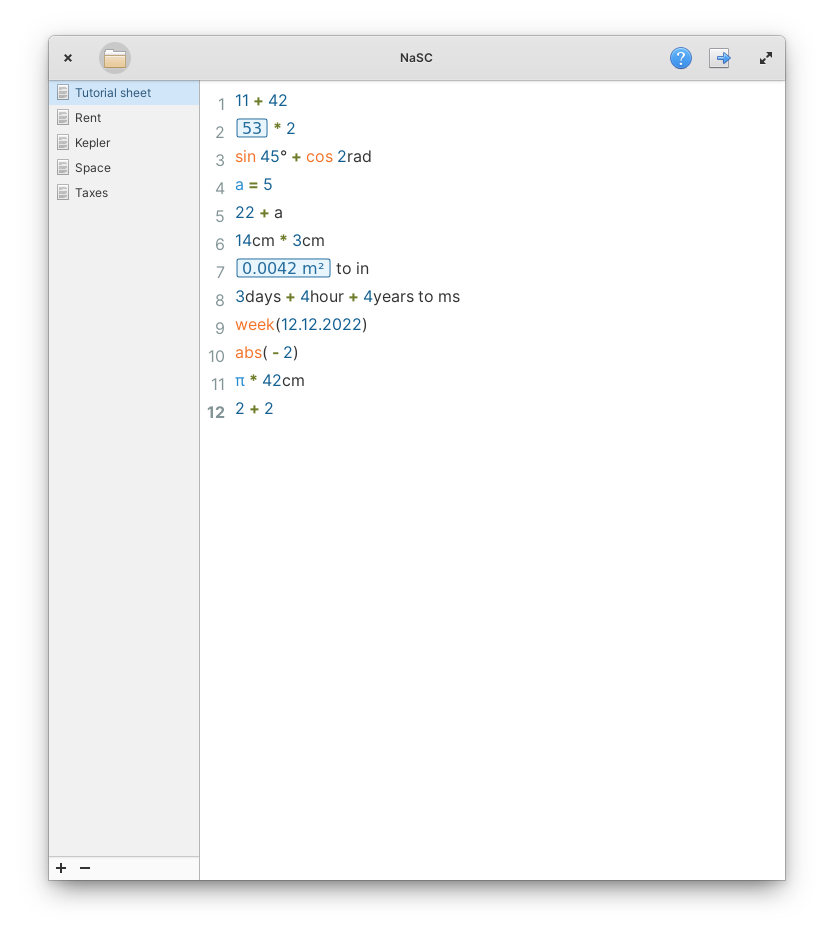 NaSC
Tutorial sheet
Rent
Kepler
Space
Taxes
1 11 + 42
2 53 * 2
3 sin 45° + cos 2rad
4 a = 5
5 22 + a
6 14cm * 3cm
7 0.0042 m² to in
8 3days + 4hour + 4years to ms
9 week(12.12.2022)
10 abs( - 2)
11 π * 42cm
12 2 + 2